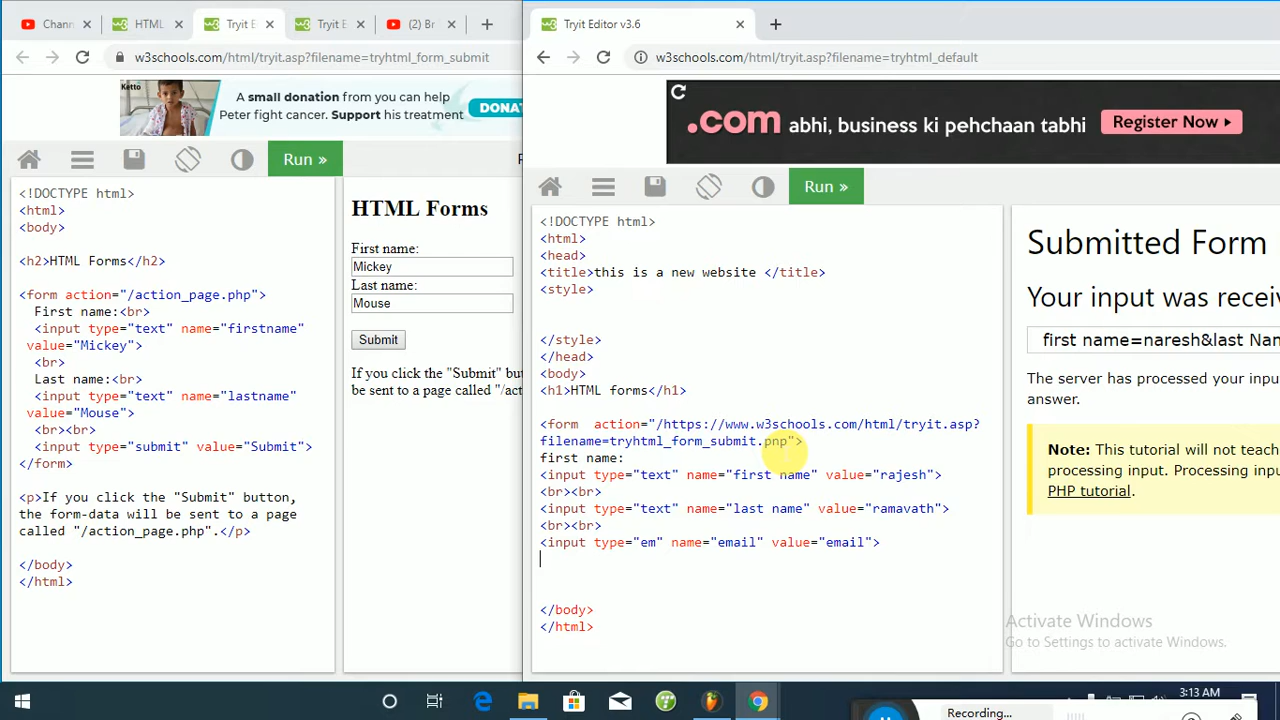 Chann
HTML
Tryit E
Tryit E
(2) Br
w3schools.com/html/tryit.asp?filename=tryhtml_form_submit
Ketto
A small donation from you can help
Peter fight cancer. Support his treatment
DONA
Run »
<!DOCTYPE html>
<html>
<body>
<h2>HTML Forms</h2>
<form action="/action_page.php">
First name:<br>
<input type="text" name="firstname"
value="Mickey">
<br>
Last name:<br>
<input type="text" name="lastname"
value="Mouse">
<br><br>
<input type="submit" value="Submit">
</form>
<p>If you click the "Submit" button,
the form-data will be sent to a page
called "/action_page.php".</p>
</body>
</html>
HTML Forms
First name:
Mickey
Last name:
Mouse
Submit
If you click the "Submit" bu
be sent to a page called "/ac
Tryit Editor v3.6
w3schools.com/html/tryit.asp?filename=tryhtml_default
.com abhi, business ki pehchaan tabhi
Register Now
Run »
<!DOCTYPE html>
<html>
<head>
<title>this is a new website </title>
<style>
</style>
</head>
<body>
<h1>HTML forms</h1>
<form  action="/https://www.w3schools.com/html/tryit.asp?
filename=tryhtml_form_submit.pnp">
first name:
<input type="text" name="first name" value="rajesh">
<br><br>
<input type="text" name="last name" value="ramavath">
<br><br>
<input type="em" name="email" value="email">
</body>
</html>
Submitted Form
Your input was receiv
first name=naresh&last Nan
The server has processed your inpu
answer.
Note: This tutorial will not teach
processing input. Processing inpu
PHP tutorial.
Activate Windows
Go to Settings to activate Windows.
3:13 AM
Recording...